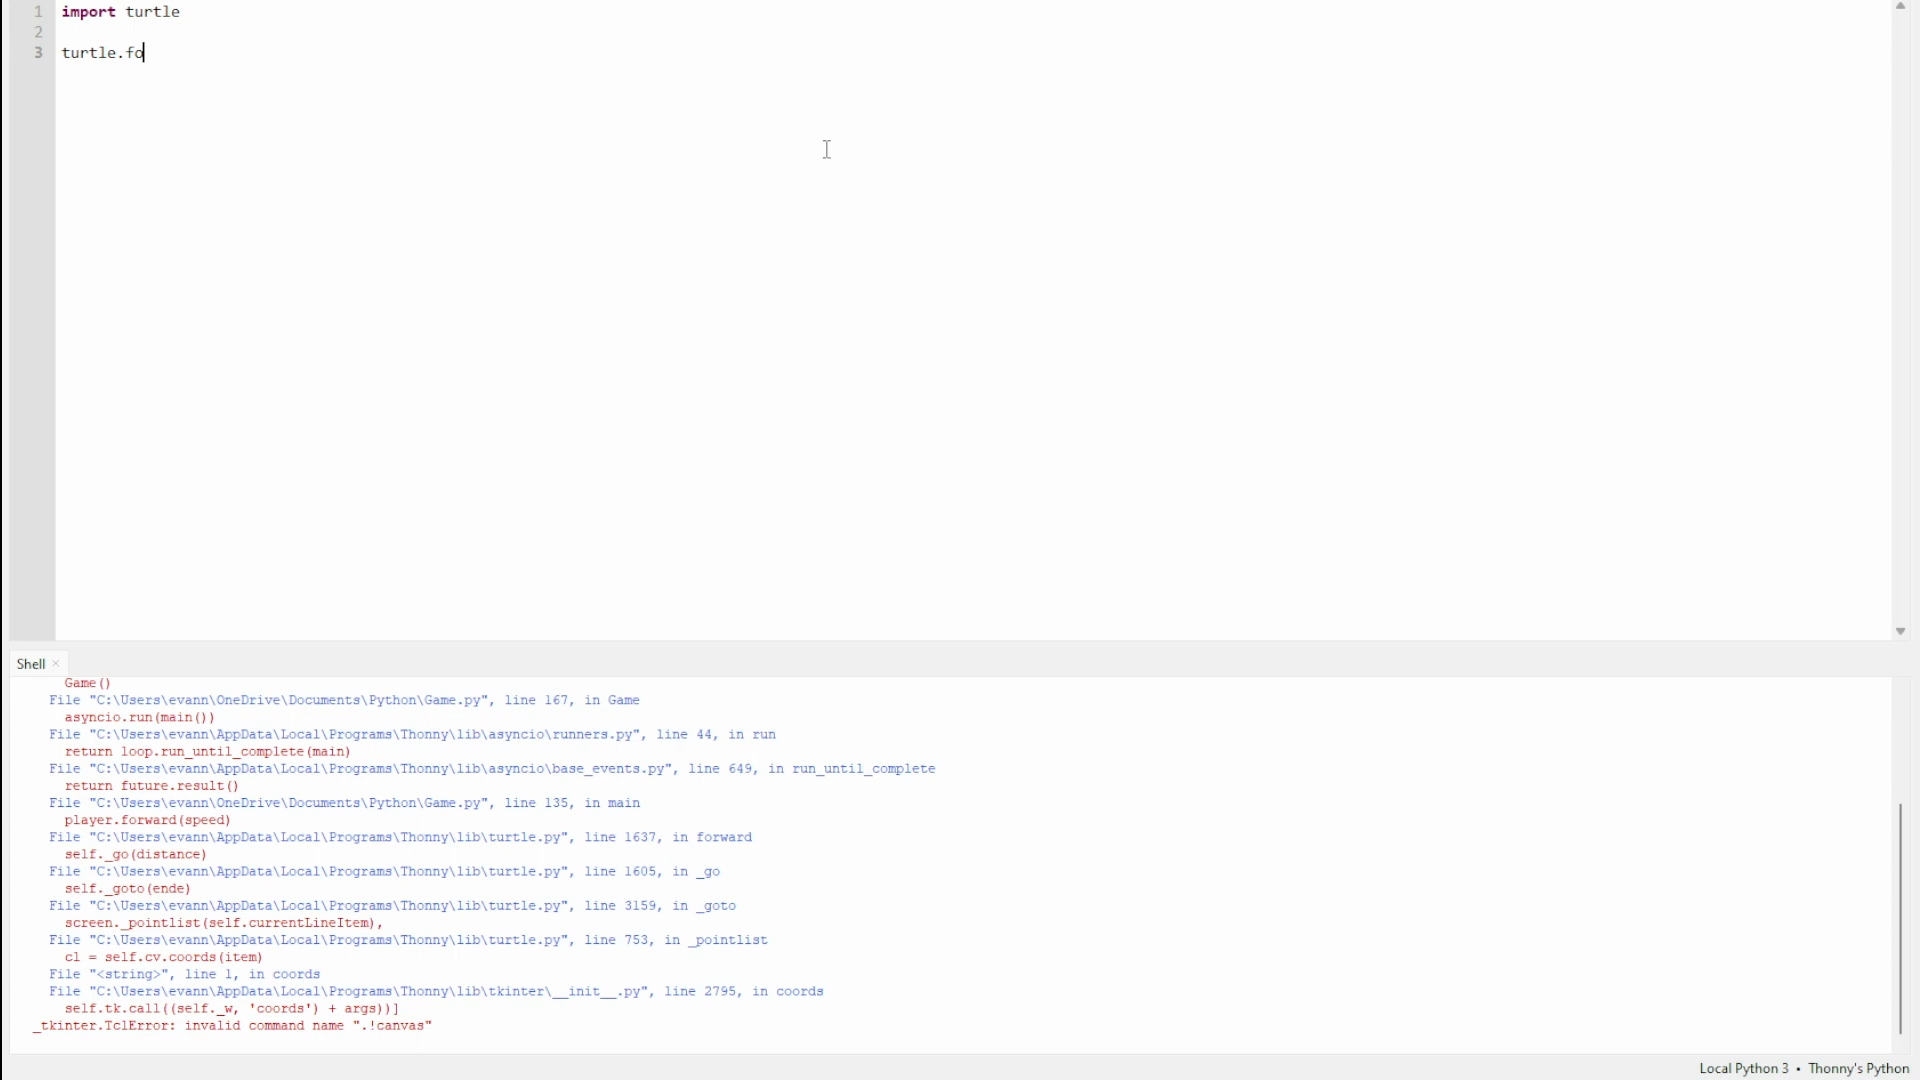 1 import turtle
2
3 turtle.fo
Shell ×
Game()
File "C:\Users\evann\OneDrive\Documents\Python\Game.py", line 167, in Game
asyncio.run(main())
File "C:\Users\evann\AppData\Local\Programs\Thonny\lib\asyncio\runners.py", line 44, in run
return loop.run_until_complete(main)
File "C:\Users\evann\AppData\Local\Programs\Thonny\lib\asyncio\base_events.py", line 649, in run_until_complete
return future.result()
File "C:\Users\evann\OneDrive\Documents\Python\Game.py", line 135, in main
player.forward(speed)
File "C:\Users\evann\AppData\Local\Programs\Thonny\lib\turtle.py", line 1637, in forward
self._go(distance)
File "C:\Users\evann\AppData\Local\Programs\Thonny\lib\turtle.py", line 1605, in _go
self._goto(ende)
File "C:\Users\evann\AppData\Local\Programs\Thonny\lib\turtle.py", line 3159, in _goto
screen._pointlist(self.currentLineItem),
File "C:\Users\evann\AppData\Local\Programs\Thonny\lib\turtle.py", line 753, in _pointlist
cl = self.cv.coords(item)
File "<string>", line 1, in coords
File "C:\Users\evann\AppData\Local\Programs\Thonny\lib\tkinter\__init__.py", line 2795, in coords
self.tk.call((self._w, 'coords') + args))]
_tkinter.TclError: invalid command name ".!canvas"
Local Python 3 • Thonny's Python